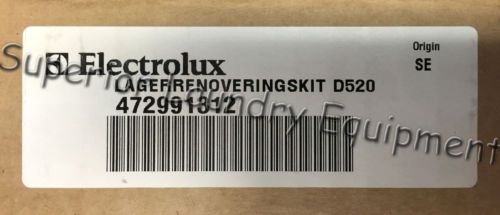 Electrolux
Origin
SE
LAGERRENOVERINGSKIT D520
472991312
Superior Laundry Equipment